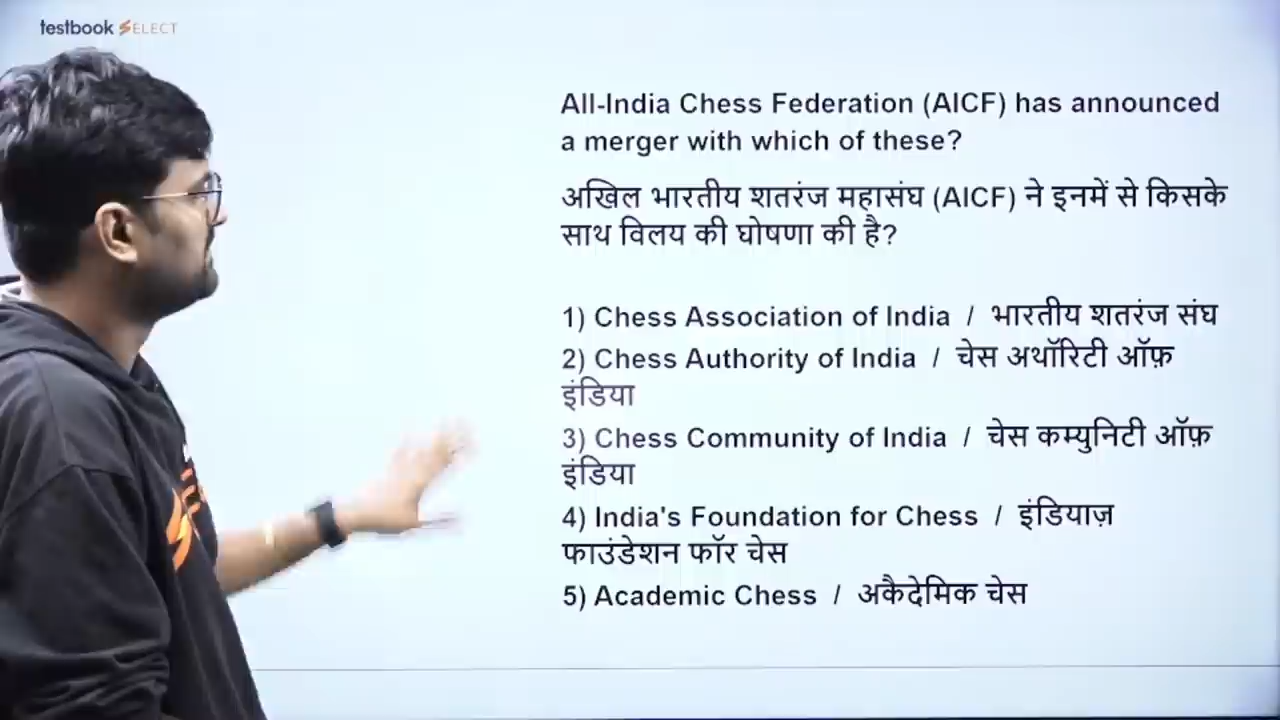 testbook SELECT
All-India Chess Federation (AICF) has announced
a merger with which of these?
अखिल भारतीय शतरंज महासंघ (AICF) ने इनमें से किसके
साथ विलय की घोषणा की है?
1) Chess Association of India / भारतीय शतरंज संघ
2) Chess Authority of India / चेस अथॉरिटी ऑफ़
इंडिया
3) Chess Community of India / चेस कम्युनिटी ऑफ़
इंडिया
4) India's Foundation for Chess / इंडियाज़
फाउंडेशन फॉर चेस
5) Academic Chess / अकैदेमिक चेस